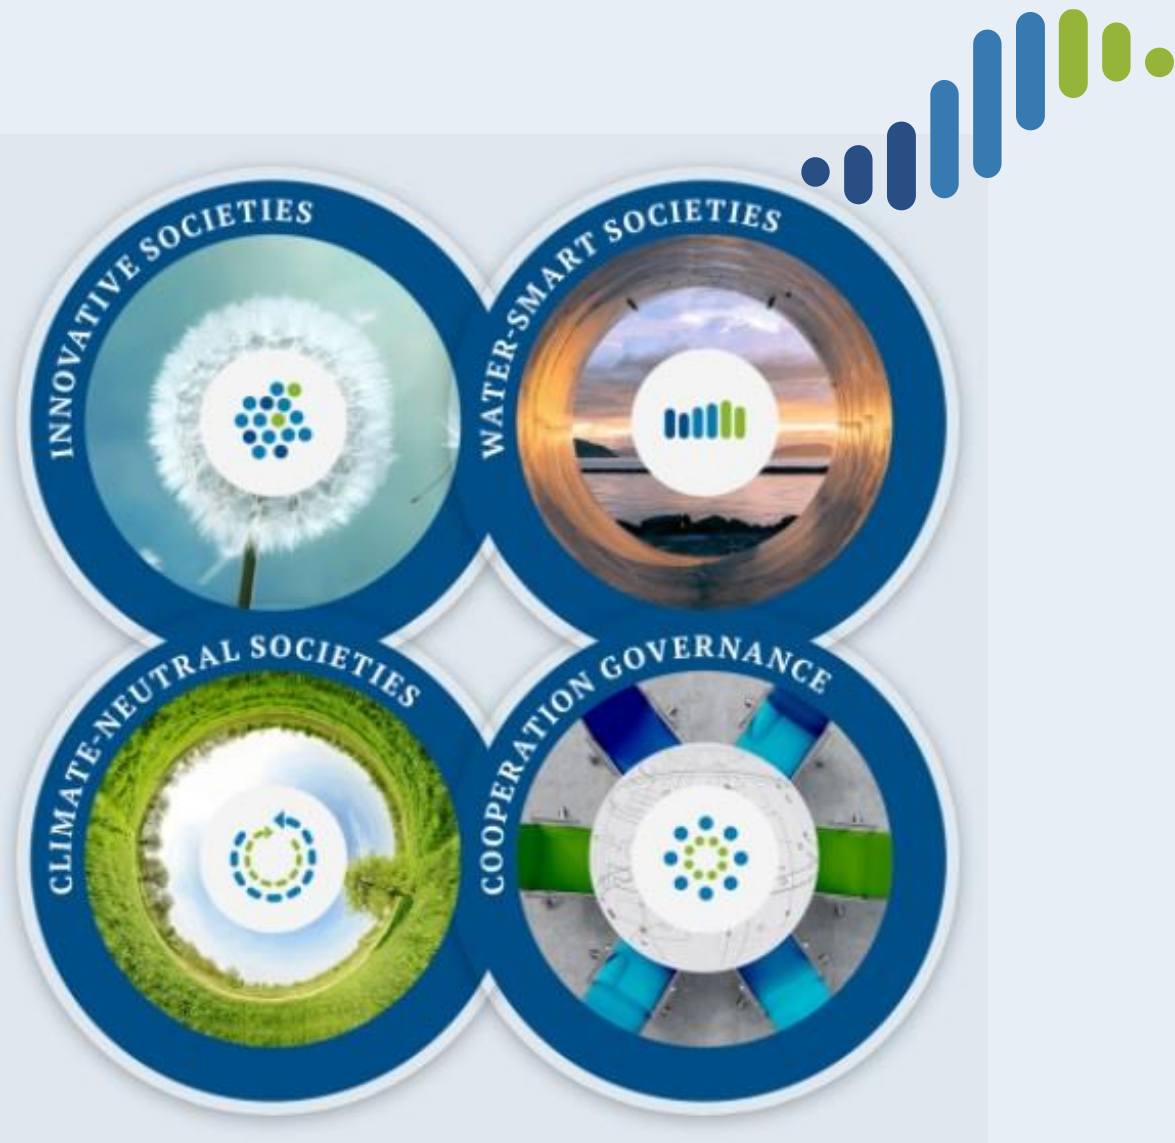 INNOVATIVE SOCIETIES
WATER-SMART SOCIETIES
CLIMATE-NEUTRAL SOCIETIES
COOPERATION GOVERNANCE